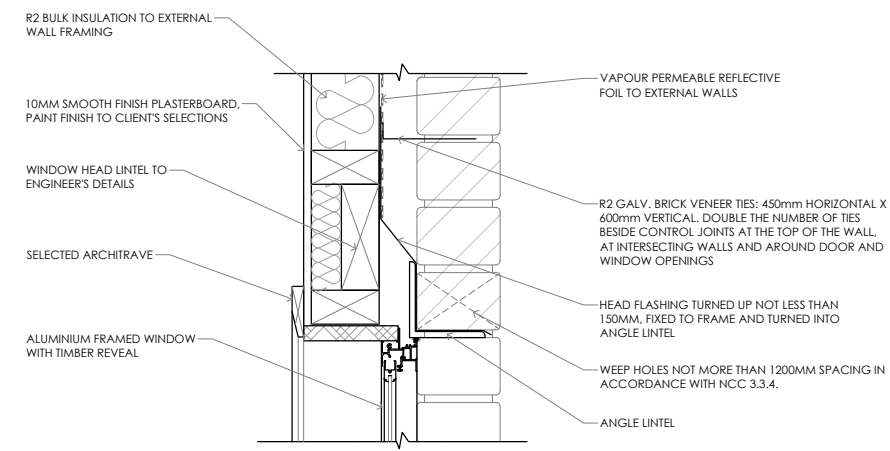 R2 BULK INSULATION TO EXTERNAL
WALL FRAMING
10MM SMOOTH FINISH PLASTERBOARD,
PAINT FINISH TO CLIENT'S SELECTIONS
WINDOW HEAD LINTEL TO
ENGINEER'S DETAILS
SELECTED ARCHITRAVE
ALUMINIUM FRAMED WINDOW
WITH TIMBER REVEAL
VAPOUR PERMEABLE REFLECTIVE
FOIL TO EXTERNAL WALLS
R2 GALV. BRICK VENEER TIES: 450mm HORIZONTAL X
600mm VERTICAL. DOUBLE THE NUMBER OF TIES
BESIDE CONTROL JOINTS AT THE TOP OF THE WALL,
AT INTERSECTING WALLS AND AROUND DOOR AND
WINDOW OPENINGS
HEAD FLASHING TURNED UP NOT LESS THAN
150MM, FIXED TO FRAME AND TURNED INTO
ANGLE LINTEL
WEEP HOLES NOT MORE THAN 1200MM SPACING IN
ACCORDANCE WITH NCC 3.3.4.
ANGLE LINTEL